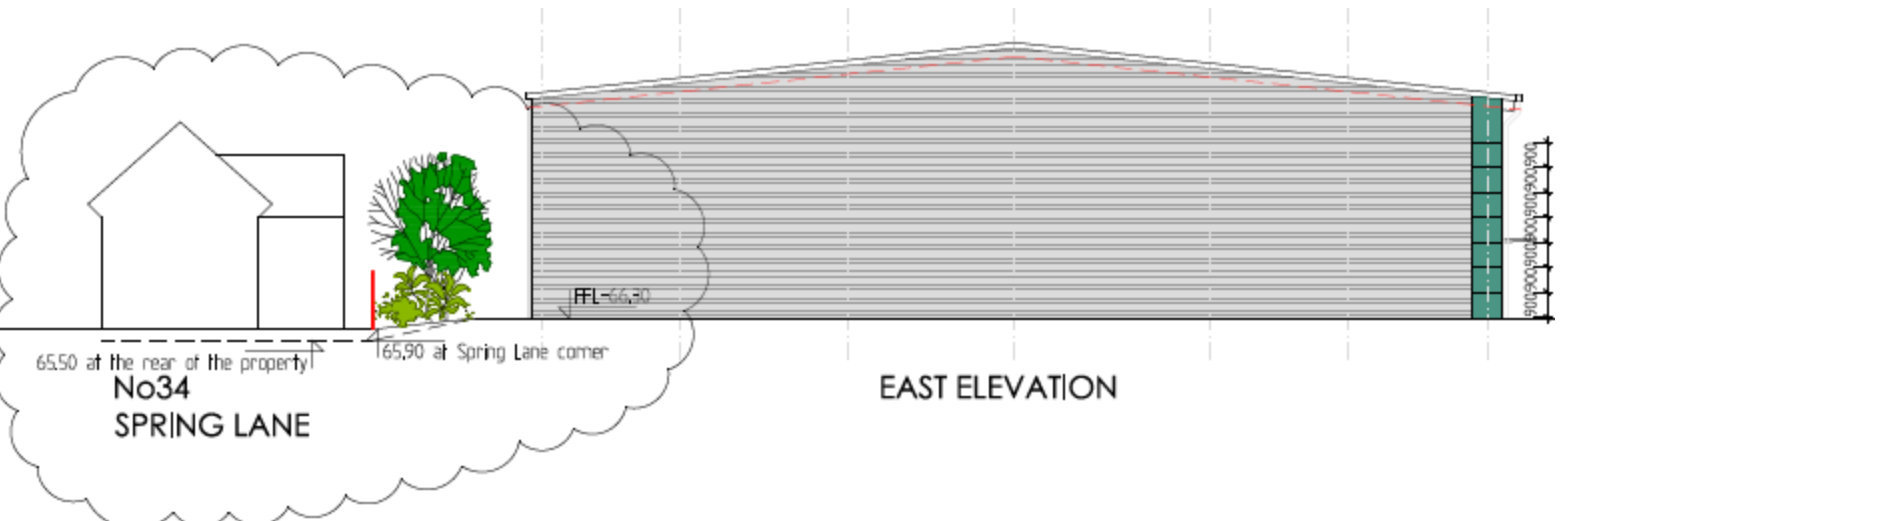 FFL-66,30
65,90 at Spring Lane corner
65,50 at the rear of the property
No34
SPRING LANE
EAST ELEVATION